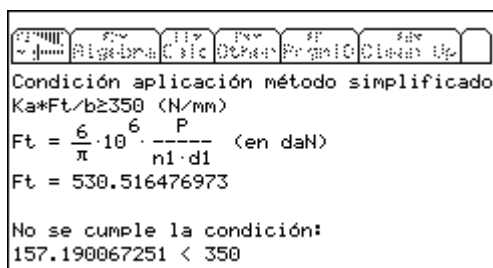 Algebra Calc Other PrgmIO Clean Up
Condición aplicación método simplificado
Ka*Ft/b≥350 (N/mm)
Ft = 6/π·10^6·P/(n1·d1) (en daN)
Ft = 530.516476973
No se cumple la condición:
157.190067251 < 350